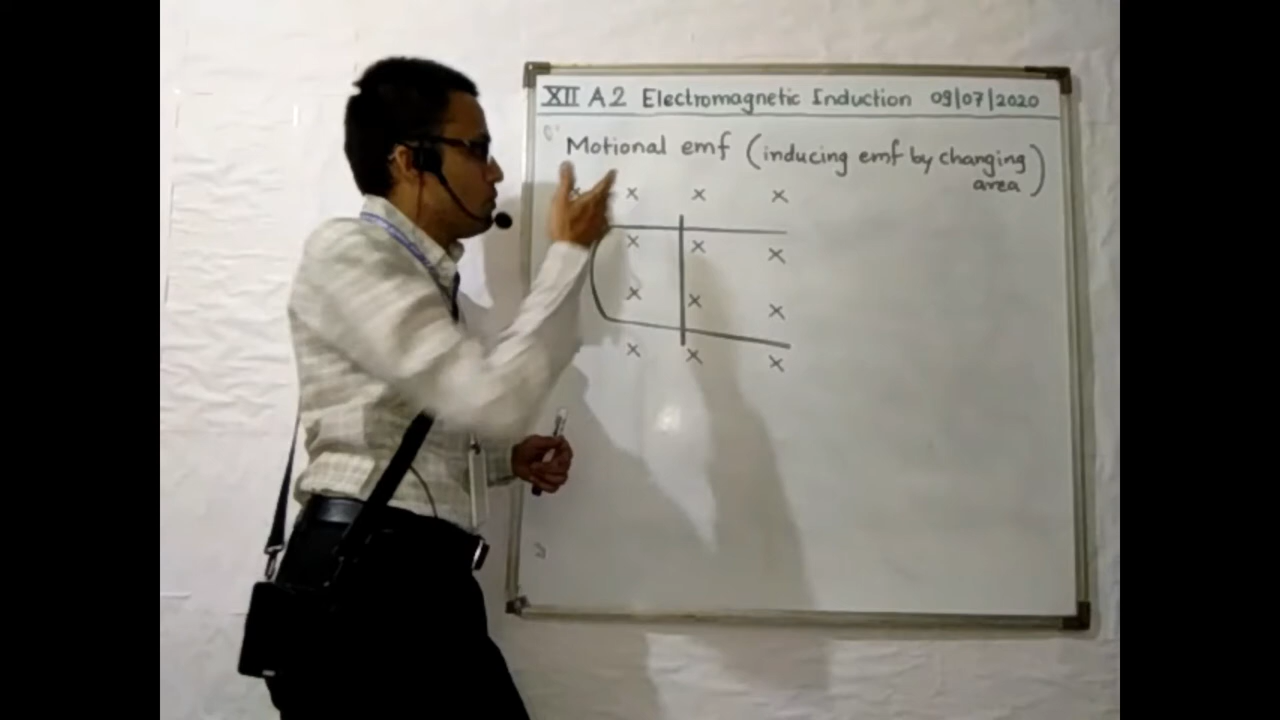 XII A2 Electromagnetic Induction 09/07/2020
Motional emf (inducing emf by changing
area)
x x x x
x x x
x x x
x x x